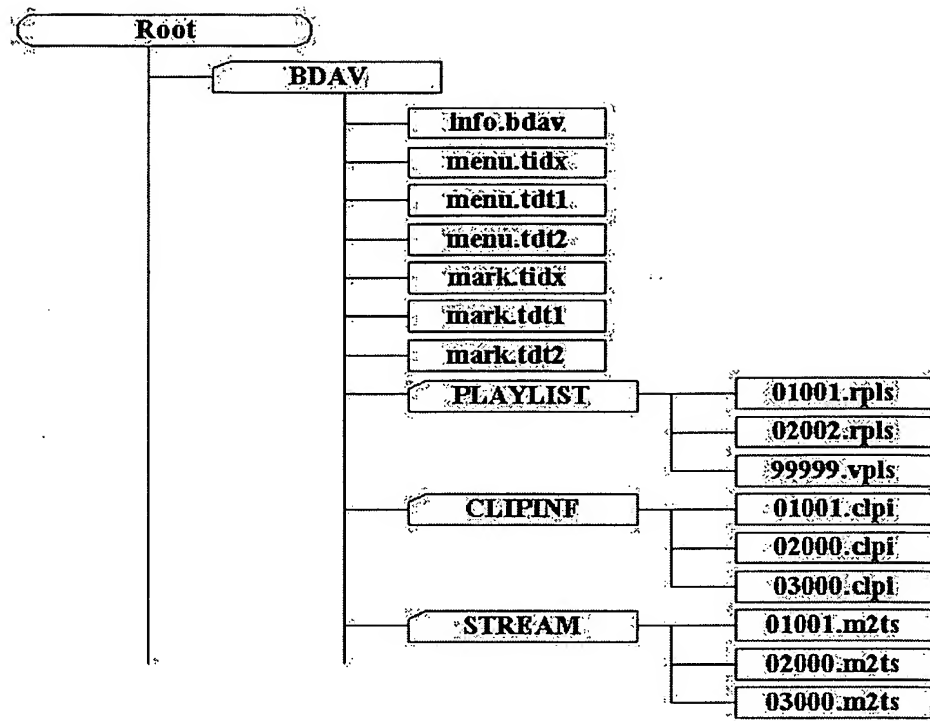 Root
BDAV
info.bdav
menu.tidx
menu.tdt1
menu.tdt2
mark.tidx
mark.tdt1
mark.tdt2
PLAYLIST
01001.rpls
02002.rpls
99999.vpls
CLIPINF
01001.clpi
02000.clpi
03000.clpi
STREAM
01001.m2ts
02000.m2ts
03000.m2ts